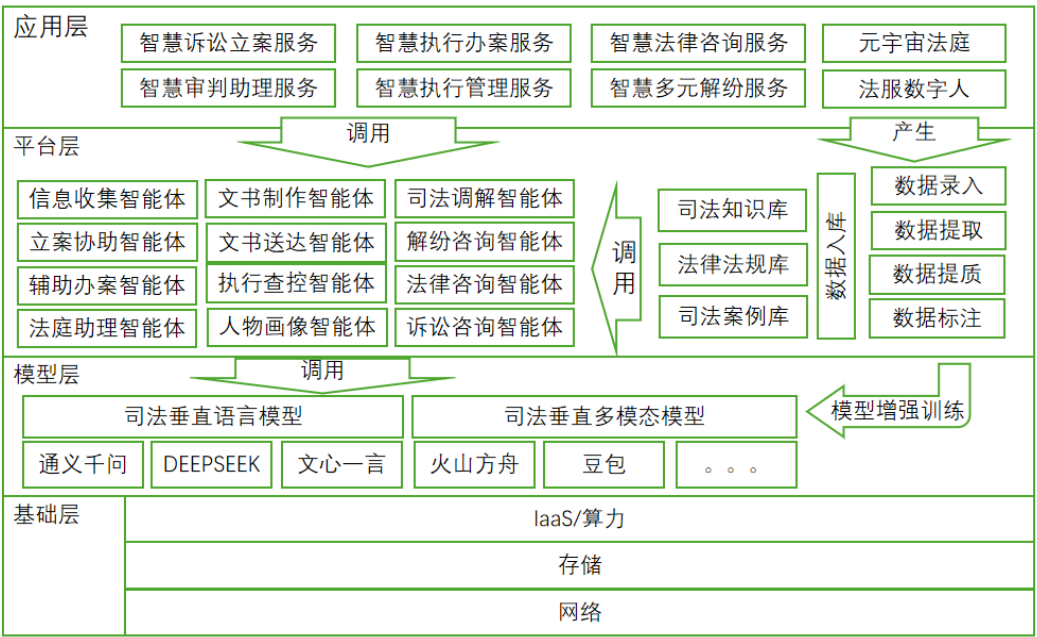 应用层
智慧诉讼立案服务
智慧执行办案服务
智慧法律咨询服务
元宇宙法庭
智慧审判助理服务
智慧执行管理服务
智慧多元解纷服务
法服数字人
调用
产生
平台层
信息收集智能体
文书制作智能体
司法调解智能体
立案协助智能体
文书送达智能体
解纷咨询智能体
辅助办案智能体
执行查控智能体
法律咨询智能体
法庭助理智能体
人物画像智能体
诉讼咨询智能体
调用
司法知识库
法律法规库
司法案例库
数据入库
数据录入
数据提取
数据提质
数据标注
模型层
调用
司法垂直语言模型
司法垂直多模态模型
模型增强训练
通义千问
DEEPSEEK
文心一言
火山方舟
豆包
。。。
基础层
IaaS/算力
存储
网络